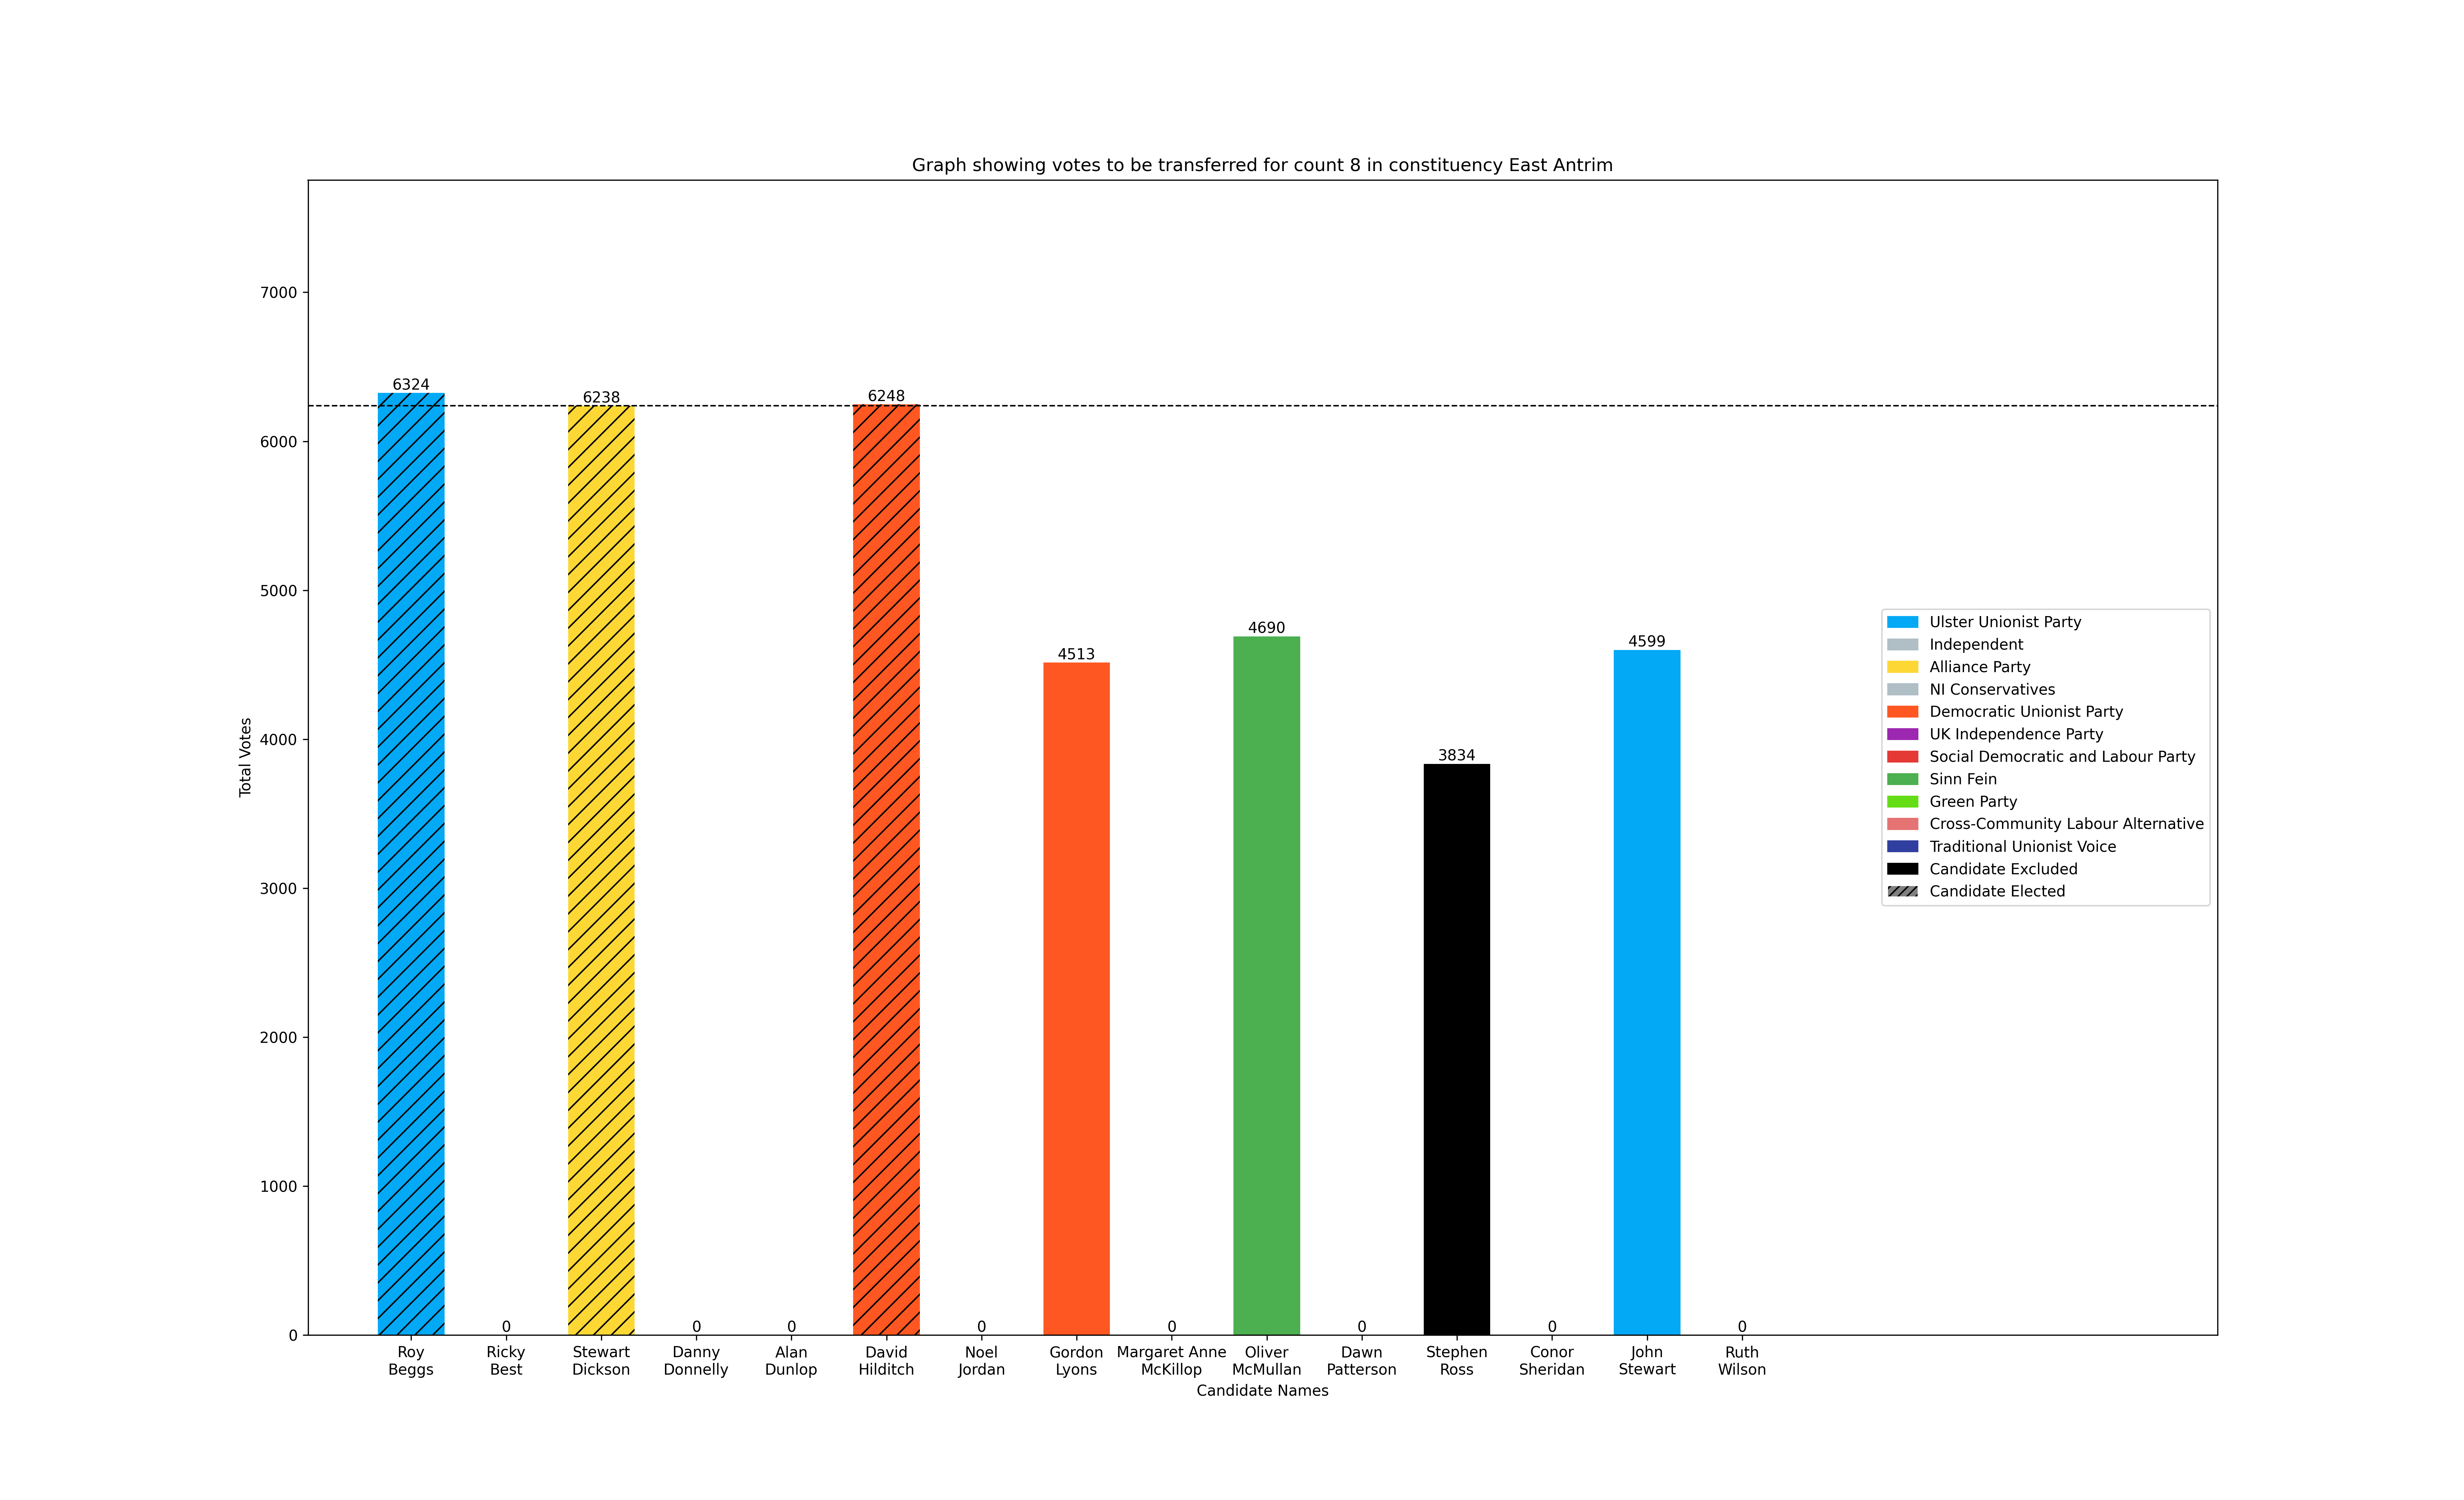 Graph showing votes to be transferred for count 8 in constituency East Antrim
Total Votes
7000
6000
5000
4000
3000
2000
1000
0
6324
0
6238
0
0
6248
0
4513
0
4690
0
3834
0
4599
0
Roy
Beggs
Ricky
Best
Stewart
Dickson
Danny
Donnelly
Alan
Dunlop
David
Hilditch
Noel
Jordan
Gordon
Lyons
Margaret Anne
McKillop
Oliver
McMullan
Dawn
Patterson
Stephen
Ross
Conor
Sheridan
John
Stewart
Ruth
Wilson
Candidate Names
Ulster Unionist Party
Independent
Alliance Party
NI Conservatives
Democratic Unionist Party
UK Independence Party
Social Democratic and Labour Party
Sinn Fein
Green Party
Cross-Community Labour Alternative
Traditional Unionist Voice
Candidate Excluded
Candidate Elected